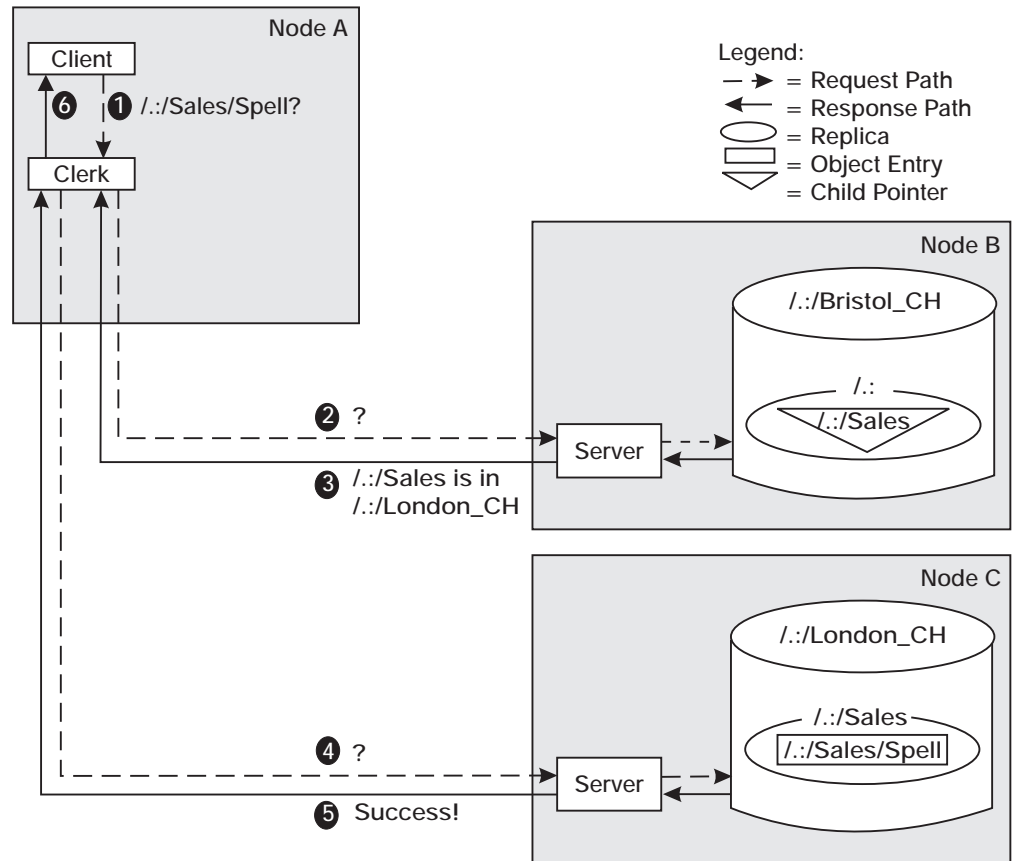 Node A
Client
6
1 /.:/Sales/Spell?
Clerk
Legend:
= Request Path
= Response Path
= Replica
= Object Entry
= Child Pointer
Node B
/.:/Bristol_CH
/.:
/.:/Sales
2 ?
Server
3 /.:/Sales is in
/.:/London_CH
Node C
/.:/London_CH
/.:/Sales
/.:/Sales/Spell
4 ?
Server
5 Success!